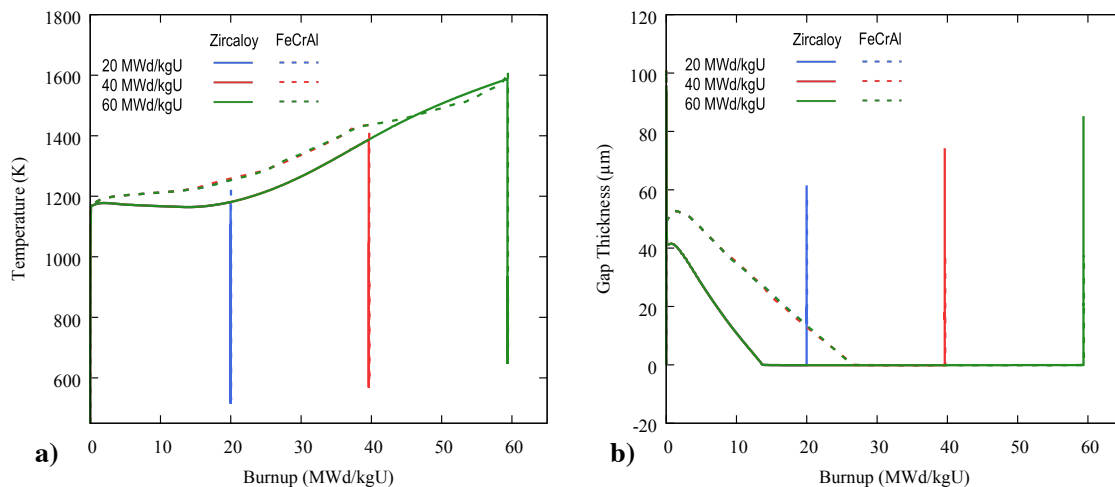 1800
1600
1400
1200
1000
800
600
Temperature (K)
Zircaloy FeCrAl
20 MWd/kgU
40 MWd/kgU
60 MWd/kgU
0 10 20 30 40 50 60
Burnup (MWd/kgU)
a)
120
100
80
60
40
20
0
-20
Gap Thickness (µm)
Zircaloy FeCrAl
20 MWd/kgU
40 MWd/kgU
60 MWd/kgU
0 10 20 30 40 50 60
Burnup (MWd/kgU)
b)